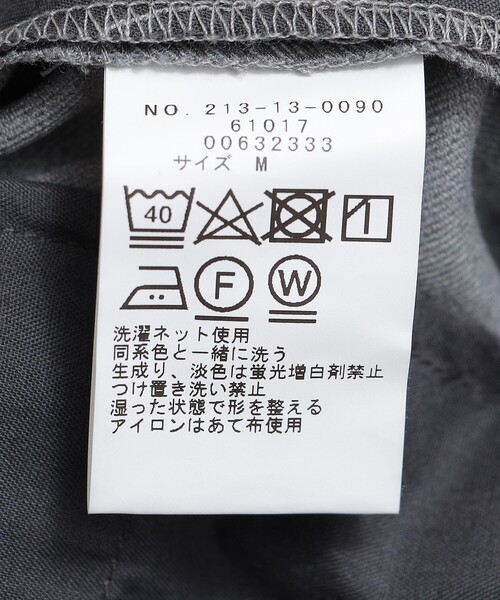 NO. 213-13-0090
61017
00632333
サイズ M
40
F W
洗濯ネット使用
同系色と一緒に洗う
生成り、淡色は蛍光増白剤禁止
つけ置き洗い禁止
湿った状態で形を整える
アイロンはあて布使用